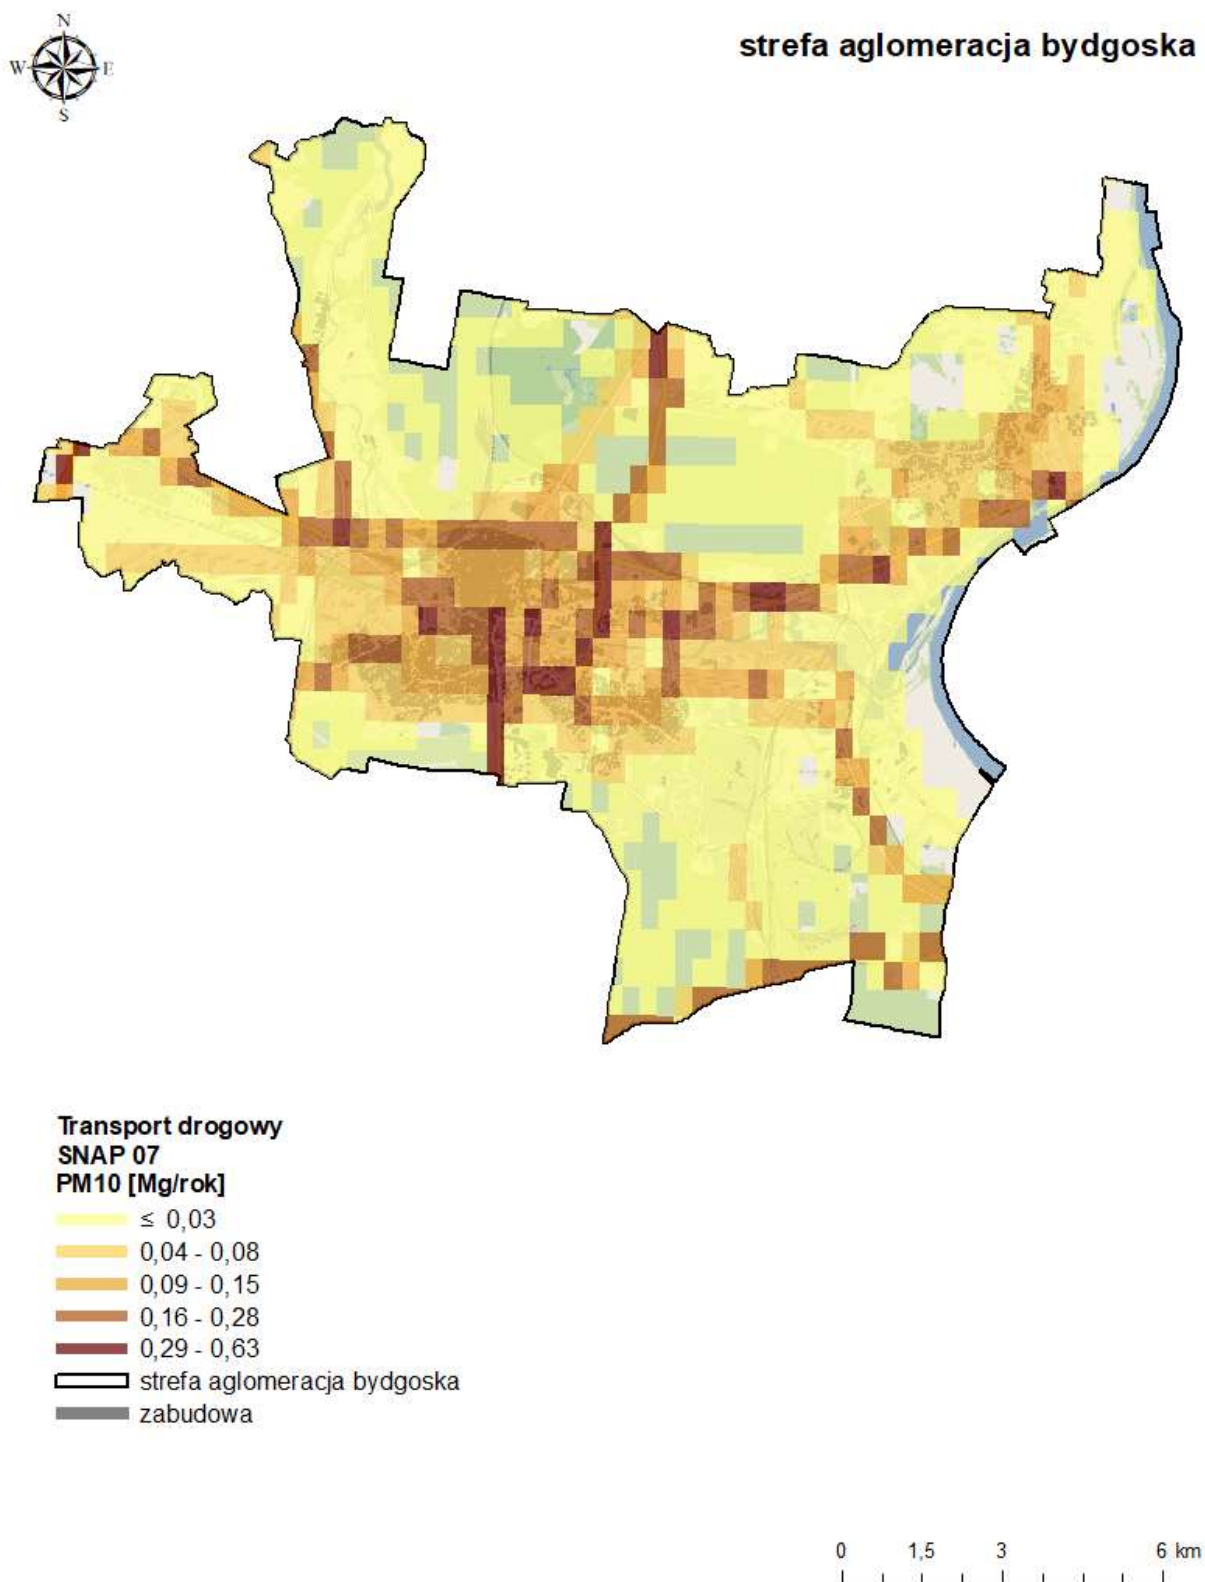 N
strefa aglomeracja bydgoska
W E
S
Transport drogowy
SNAP 07
PM10 [Mg/rok]
≤ 0,03
0,04 - 0,08
0,09 - 0,15
0,16 - 0,28
0,29 - 0,63
strefa aglomeracja bydgoska
zabudowa
0 1,5 3 6 km